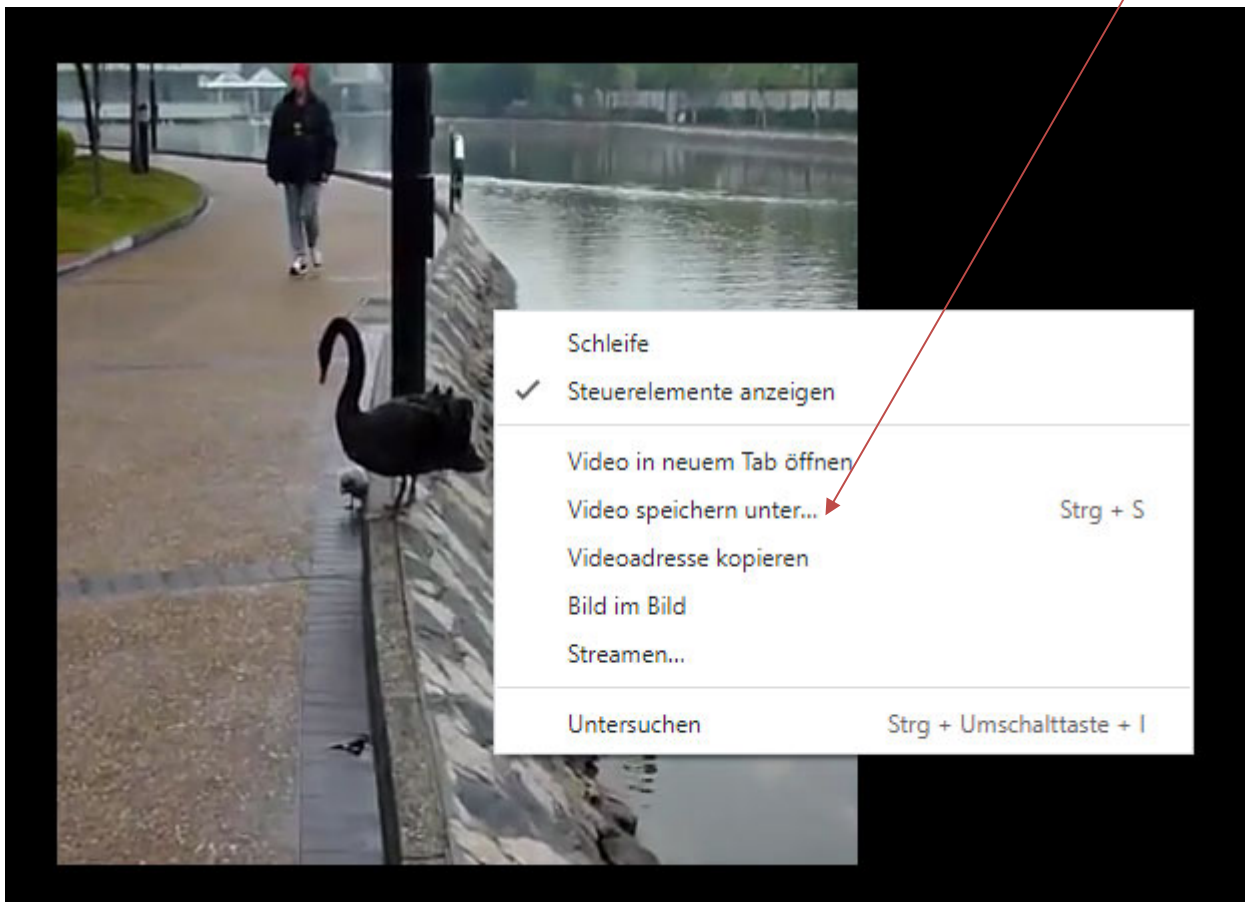 Schleife
Steuerelemente anzeigen
Video in neuem Tab öffnen
Video speichern unter... Strg + S
Videoadresse kopieren
Bild im Bild
Streamen...
Untersuchen Strg + Umschalttaste + I